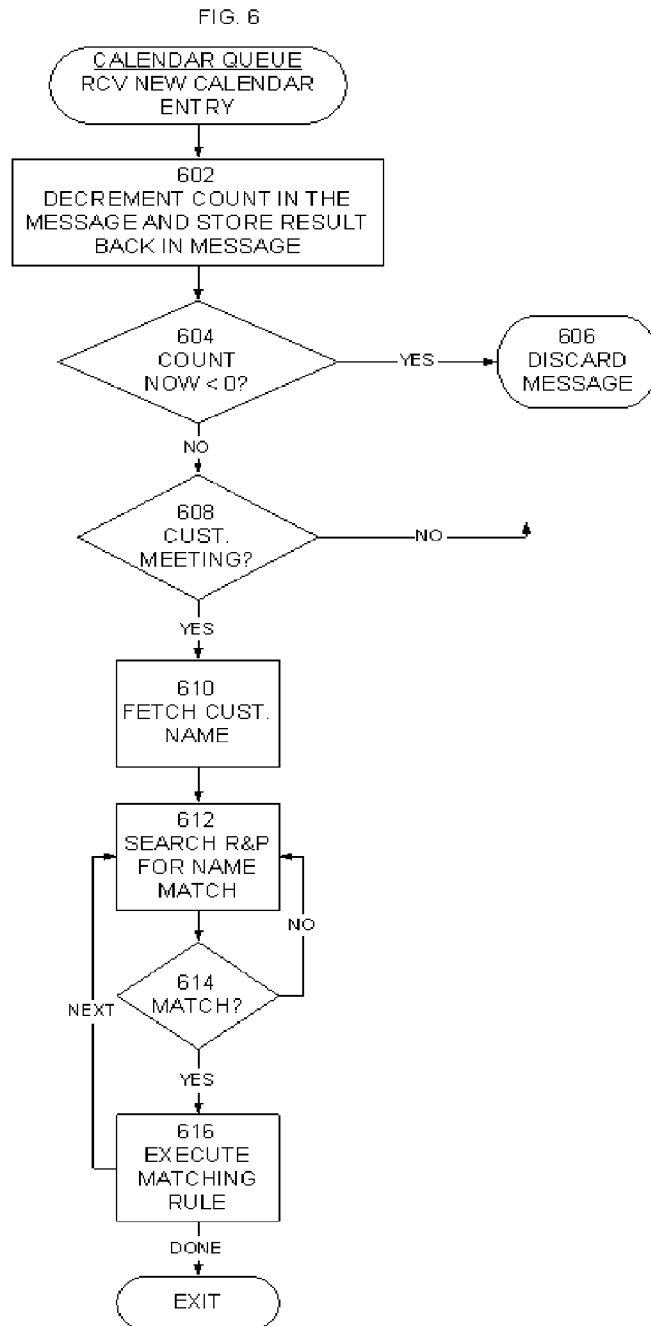 FIG. 6
CALENDAR QUEUE
RCV NEW CALENDAR
ENTRY
602
DECREMENT COUNT IN THE
MESSAGE AND STORE RESULT
BACK IN MESSAGE
604
COUNT
NOW < 0?
YES
606
DISCARD
MESSAGE
NO
608
CUST.
MEETING?
NO
YES
610
FETCH CUST.
NAME
612
SEARCH R&P
FOR NAME
MATCH
NO
614
MATCH?
NEXT
YES
616
EXECUTE
MATCHING
RULE
DONE
EXIT